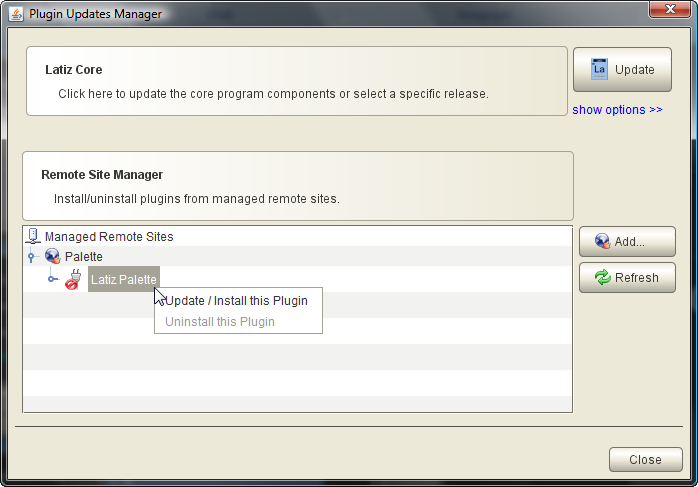 Plugin Updates Manager
Latiz Core
Click here to update the core program components or select a specific release.
La
Update
show options >>
Remote Site Manager
Install/uninstall plugins from managed remote sites.
Managed Remote Sites
Palette
Latiz Palette
Update / Install this Plugin
Uninstall this Plugin
Add...
Refresh
Close